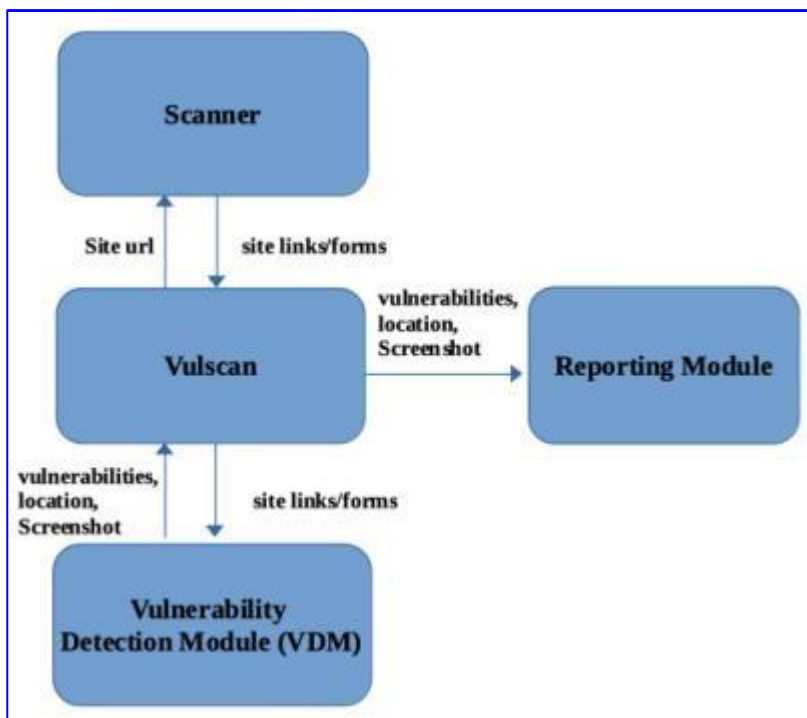 Scanner
Site url
site links/forms
vulnerabilities,
location,
Screenshot
Vulscan
Reporting Module
vulnerabilities,
location,
Screenshot
site links/forms
Vulnerability
Detection Module (VDM)